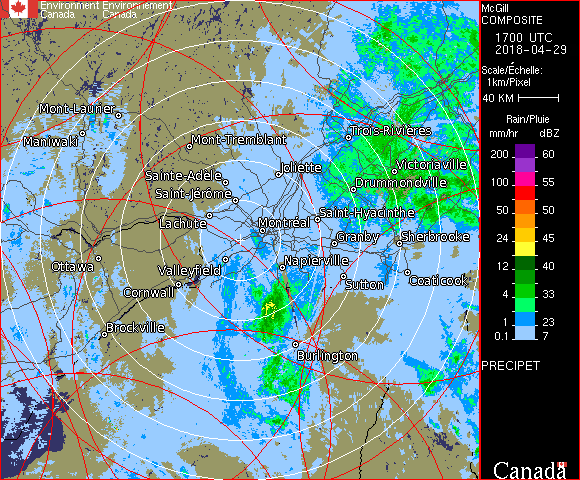 Environment Environnement
Canada Canada
McGill
COMPOSITE
1700 UTC
2018-04-29
Scale/Échelle:
1km/Pixel
40 KM
Rain/Pluie
mm/hr dBZ
200 60
100 55
50 50
24 45
12 40
8 33
4 28
1 23
0.1 7
PRECIPET
Canada
Mont-Laurier
Maniwaki
Mont-Tremblant
Trois-Rivières
Joliette
Victoriaville
Sainte-Adèle
Drummondville
Saint-Jérôme
Lachute
Saint-Hyacinthe
Montréal
Granby
Sherbrooke
Ottawa
Valleyfield
Napierville
Cornwall
Sutton
Coaticook
Brockville
Burlington